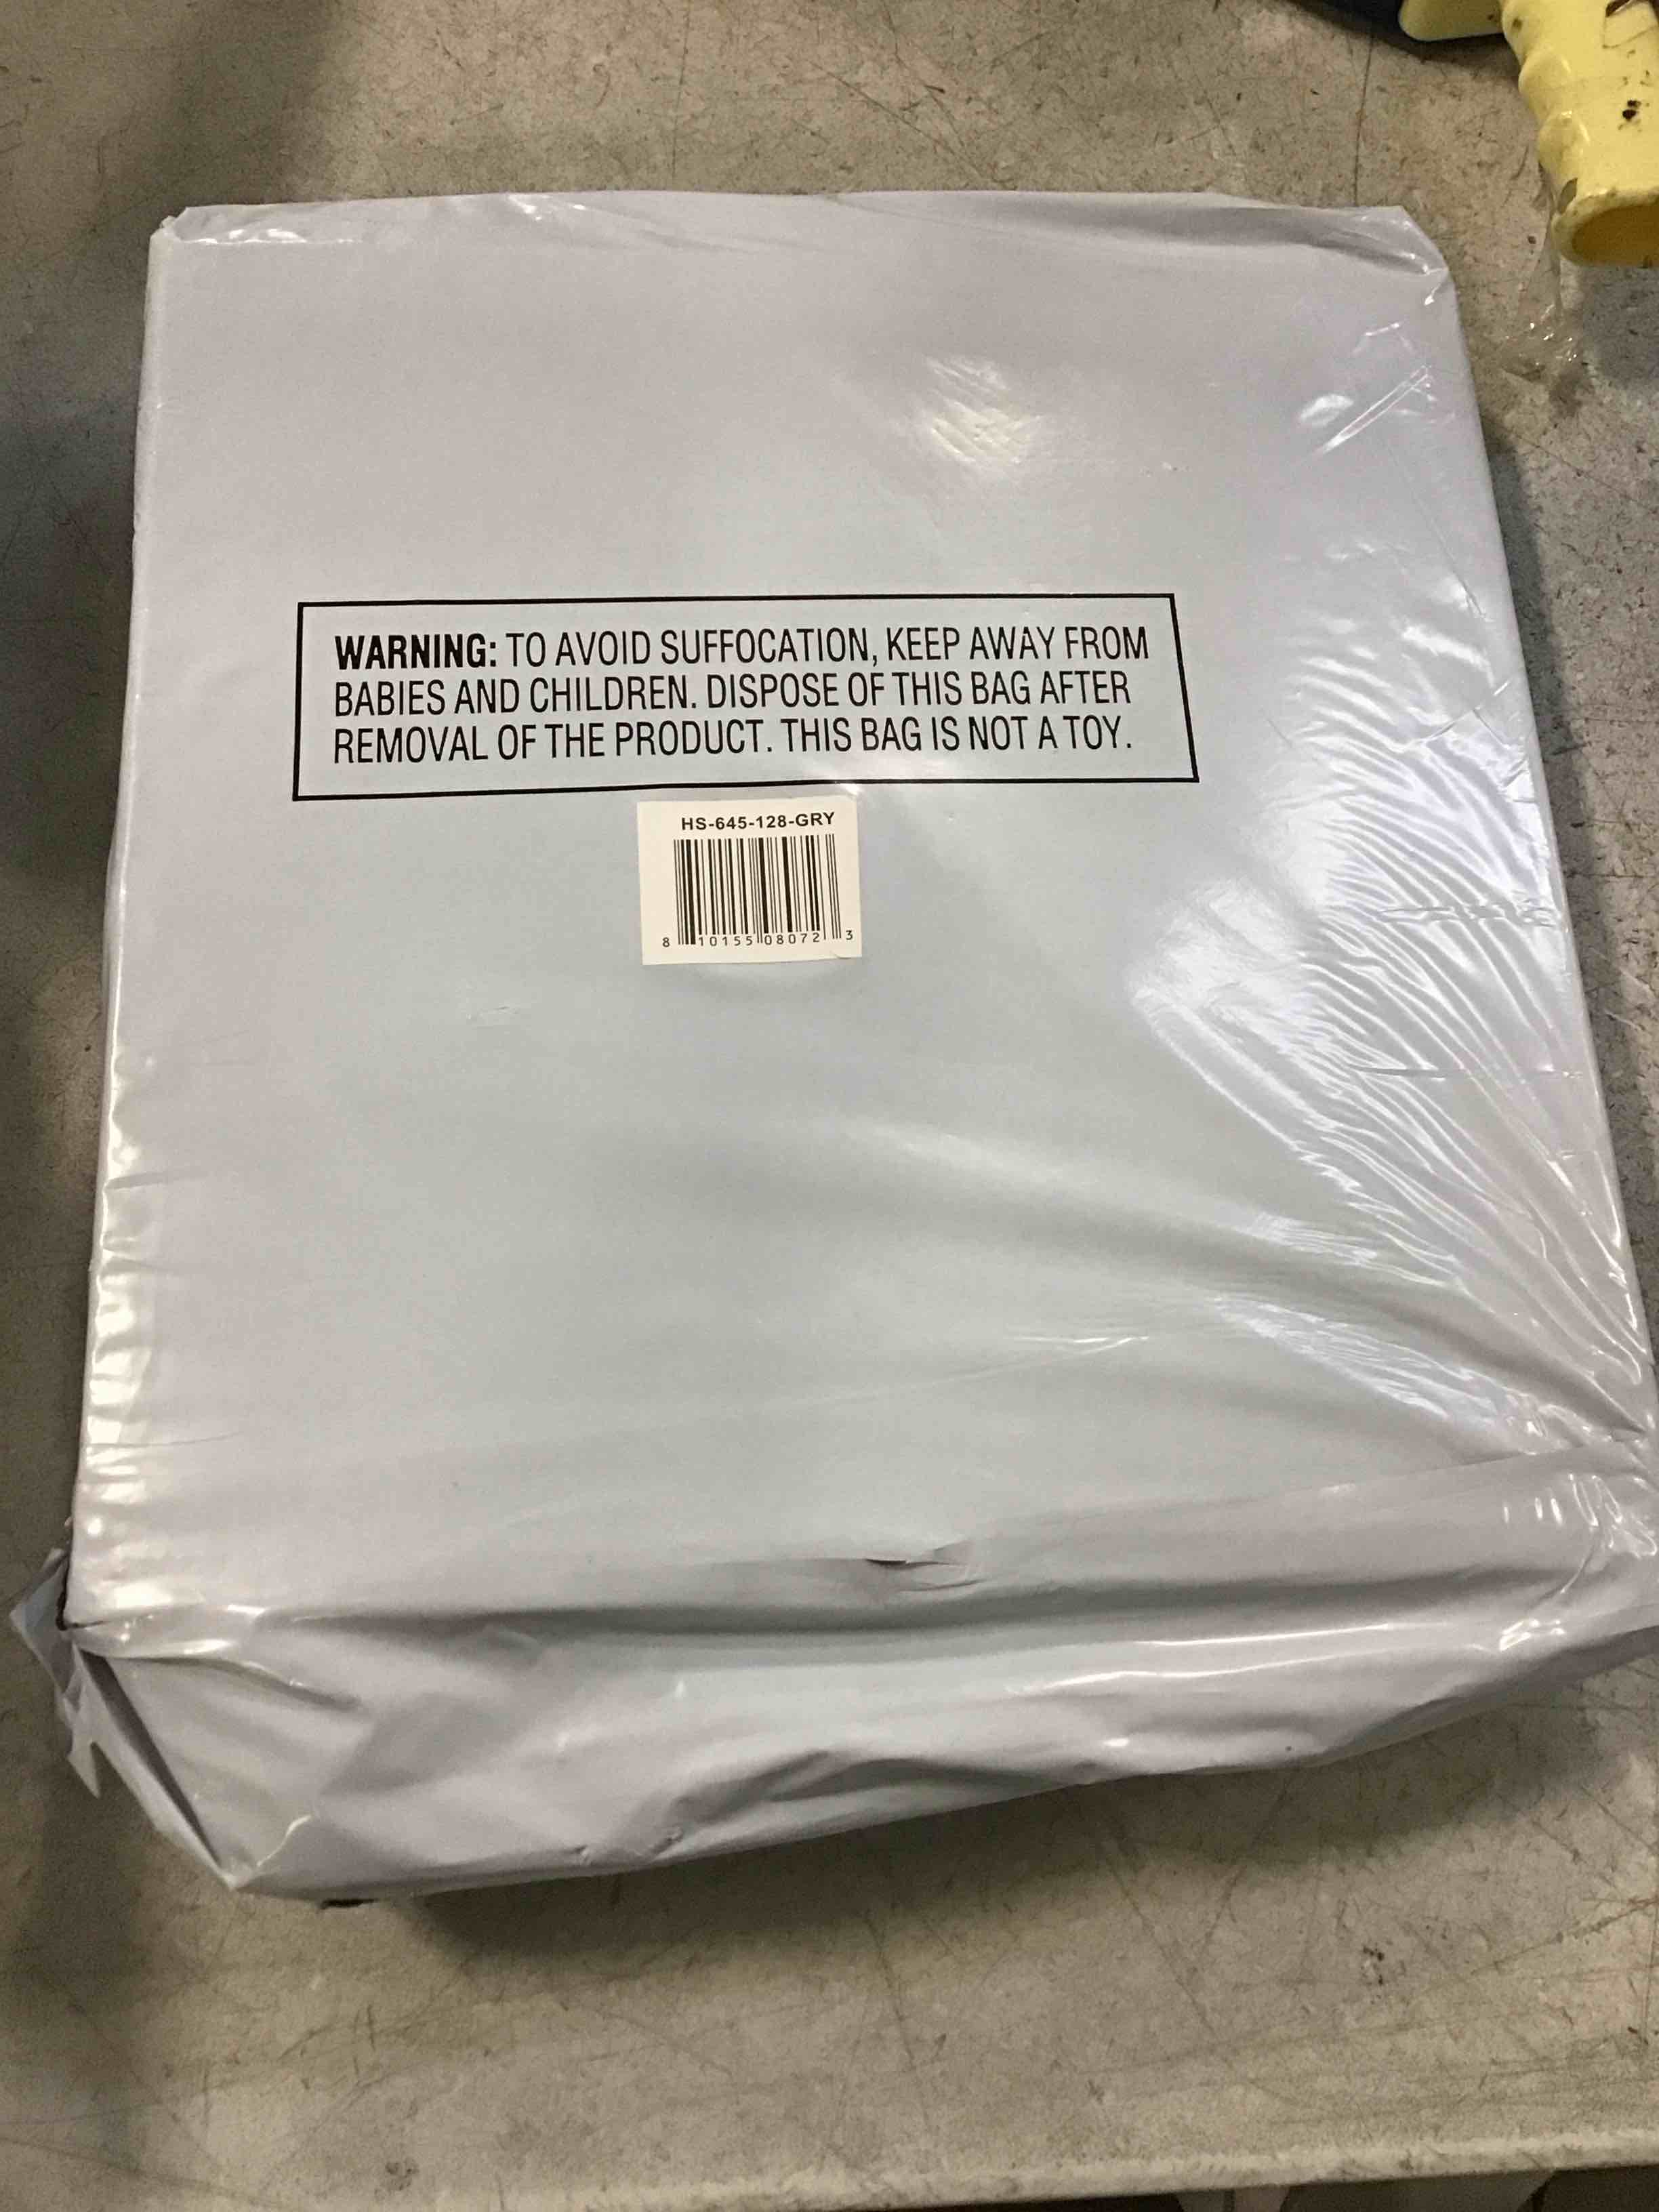 WARNING: TO AVOID SUFFOCATION, KEEP AWAY FROM
BABIES AND CHILDREN. DISPOSE OF THIS BAG AFTER
REMOVAL OF THE PRODUCT. THIS BAG IS NOT A TOY.
HS-645-128-GRY
8 10155 08072 3